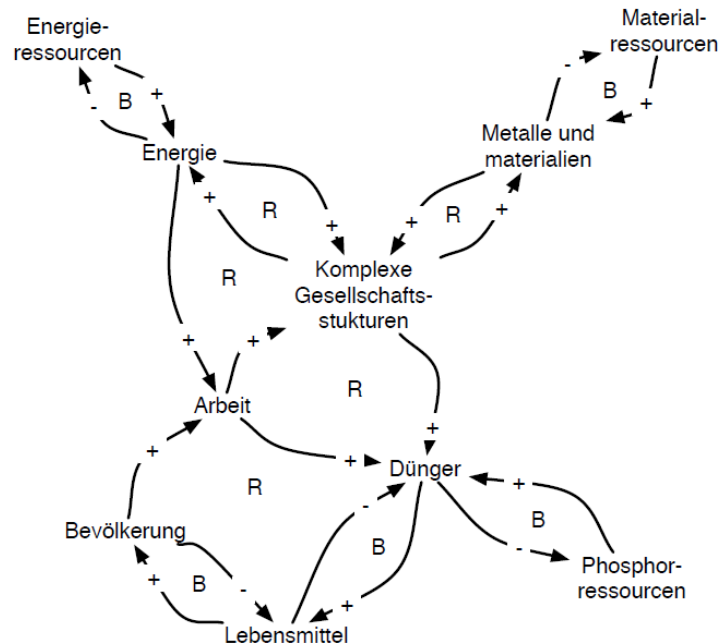 Energie-
ressourcen
Material-
ressourcen
-
B
+
-
B
+
Energie
Metalle und
materialien
+
R
+
+
R
+
Komplexe
Gesellschafts-
stukturen
R
+
+
Arbeit
R
+
+
+
Dünger
+
R
-
B
+
-
B
Bevölkerung
Phosphor-
ressourcen
+
B
-
+
Lebensmittel